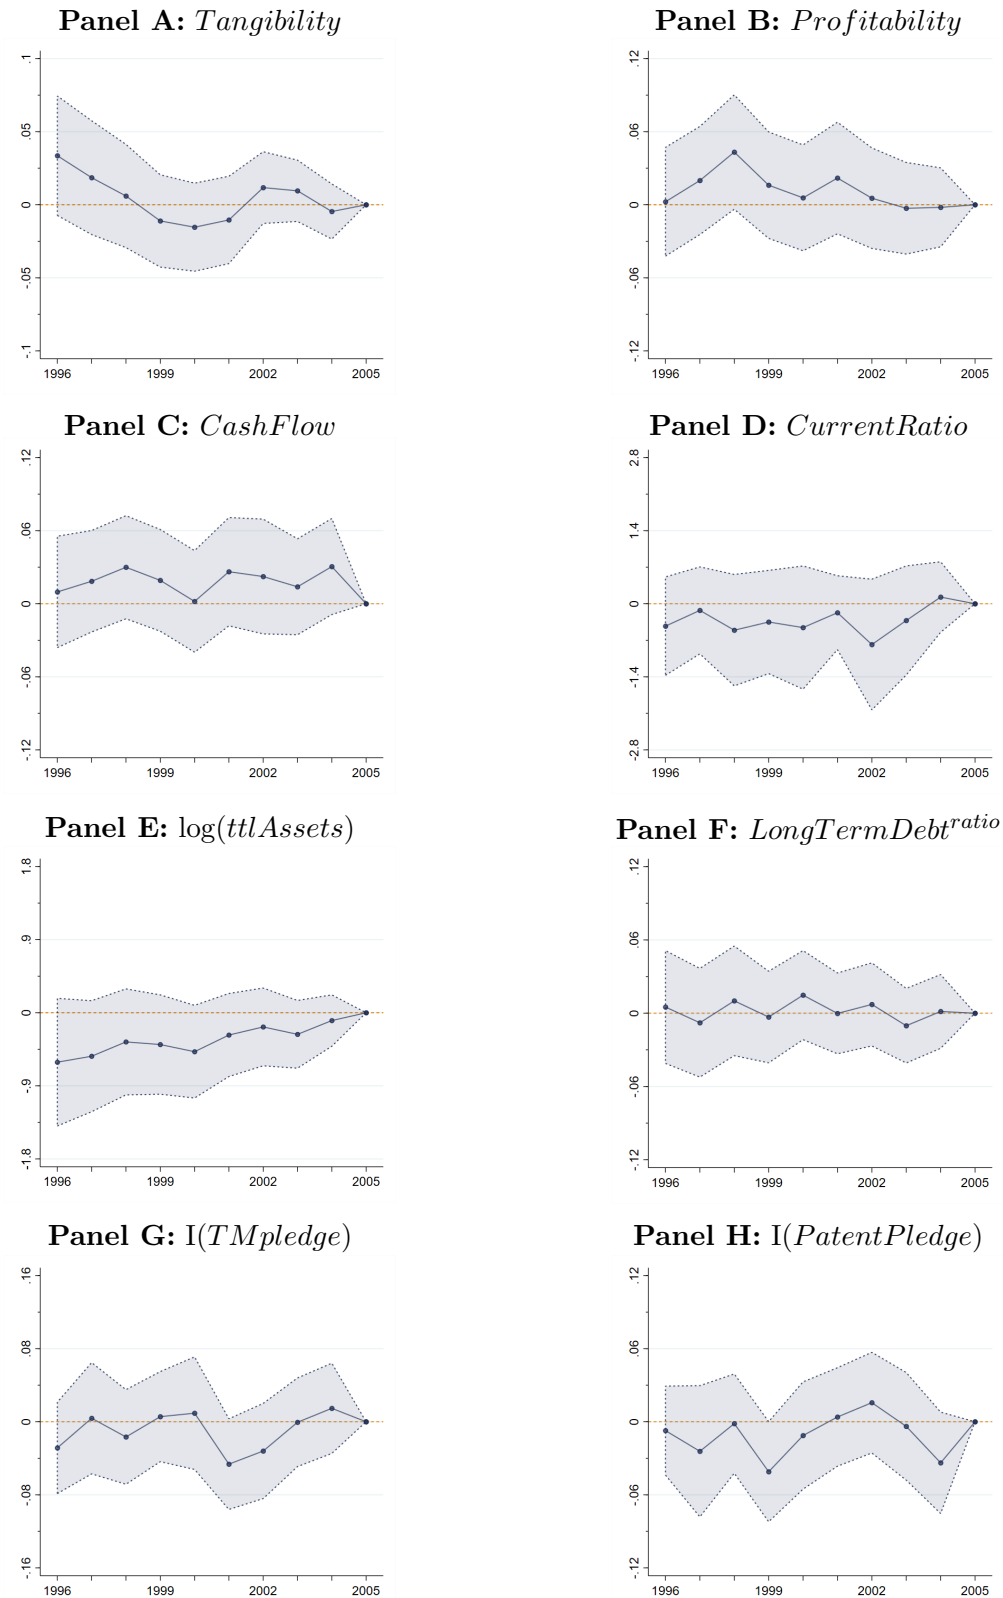 Panel A: Tangibility
.1
.05
0
-.05
-.1
1996 1999 2002 2005
Panel B: Profitability
.12
.06
0
-.06
-.12
1996 1999 2002 2005
Panel C: CashFlow
.12
.06
0
-.06
-.12
1996 1999 2002 2005
Panel D: CurrentRatio
2.8
1.4
0
-1.4
-2.8
1996 1999 2002 2005
Panel E: log(ttlAssets)
1.8
.9
0
-.9
-1.8
1996 1999 2002 2005
Panel F: LongTermDebt^ratio
.12
.06
0
-.06
-.12
1996 1999 2002 2005
Panel G: I(TMpledge)
.16
.08
0
-.08
-.16
1996 1999 2002 2005
Panel H: I(PatentPledge)
.12
.06
0
-.06
-.12
1996 1999 2002 2005